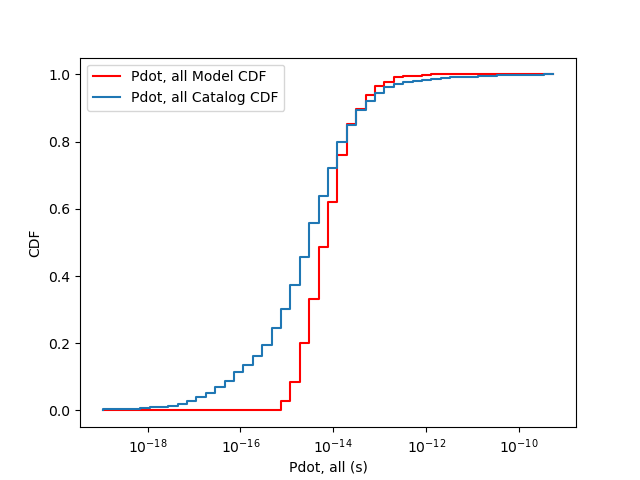 Pdot, all Model CDF
Pdot, all Catalog CDF
1.0
0.8
0.6
0.4
0.2
0.0
CDF
10⁻¹⁸ 10⁻¹⁶ 10⁻¹⁴ 10⁻¹² 10⁻¹⁰
Pdot, all (s)